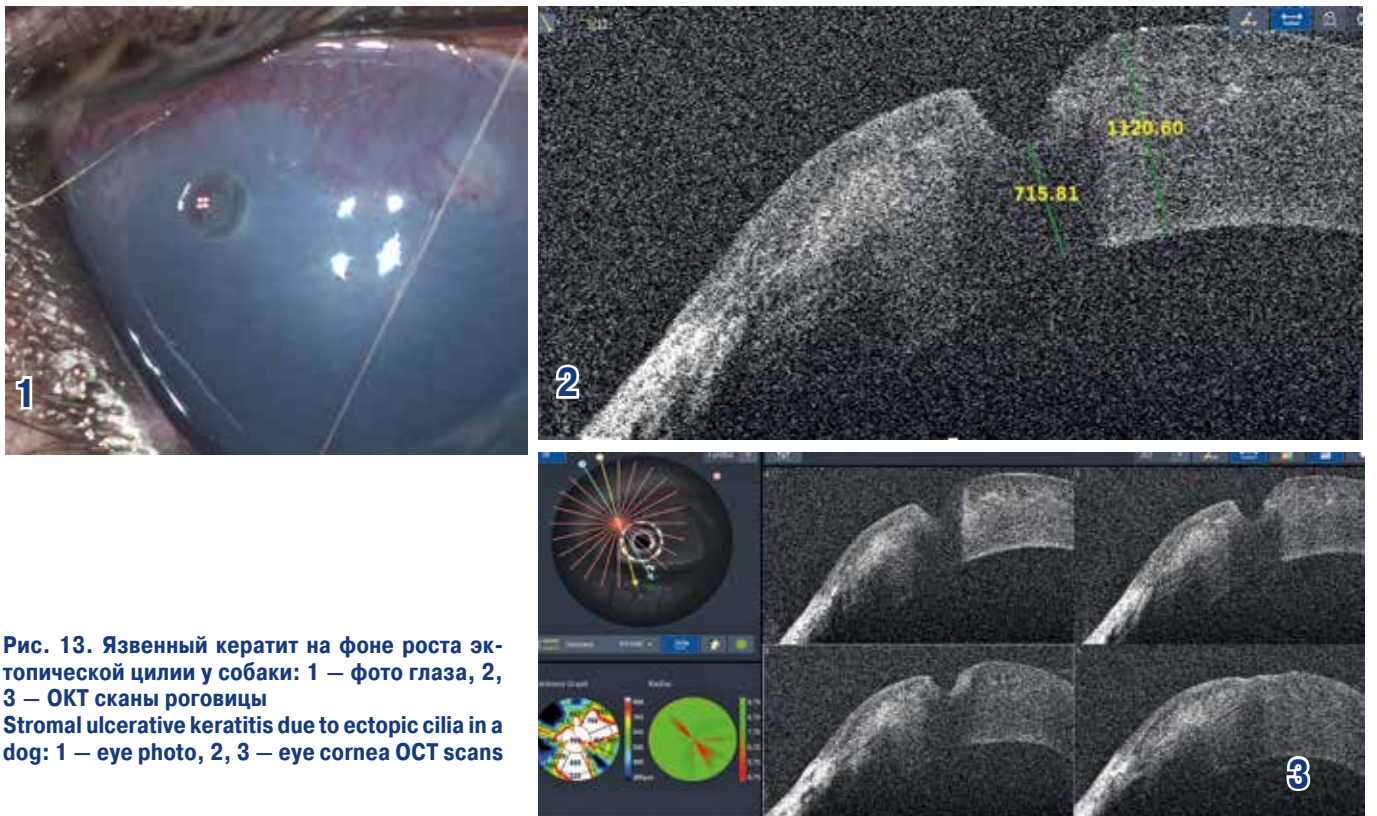 1
2
1120.60
715.81
3
Рис. 13. Язвенный кератит на фоне роста эк-
топической цилии у собаки: 1 — фото глаза, 2,
3 — ОКТ сканы роговицы
Stromal ulcerative keratitis due to ectopic cilia in a
dog: 1 — eye photo, 2, 3 — eye cornea OCT scans